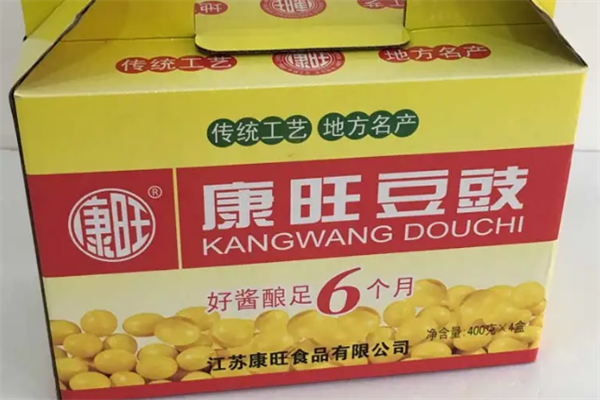 传统工艺 康旺 地方名产
传统工艺 地方名产
康旺®
康旺豆豉
KANGWANG DOUCHI
好酱酿足6个月
净含量:400克×4盒
江苏康旺食品有限公司